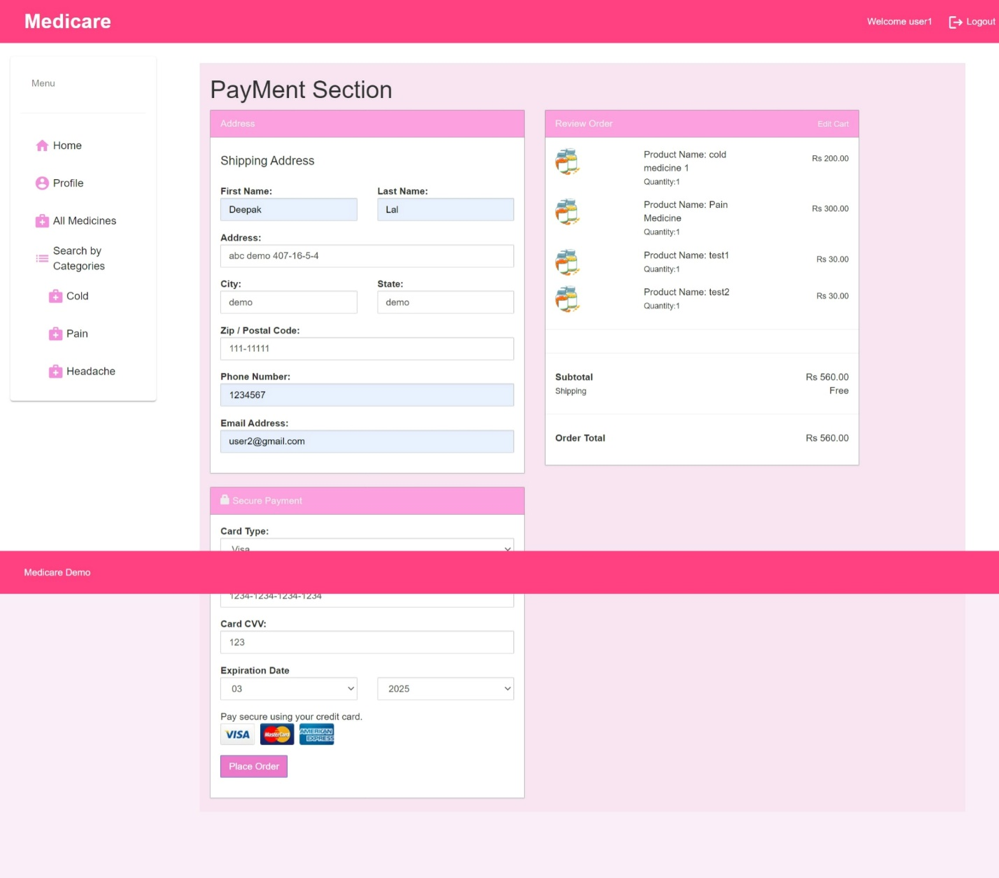 Medicare
Welcome user1
Logout
Menu
Home
Profile
All Medicines
Search by
Categories
Cold
Pain
Headache
PayMent Section
Address
Shipping Address
First Name:
Last Name:
Deepak
Lal
Address:
abc demo 407-16-5-4
City:
State:
demo
demo
Zip / Postal Code:
111-11111
Phone Number:
1234567
Email Address:
user2@gmail.com
Review Order
Edit Cart
Product Name: cold
medicine 1
Rs 200.00
Quantity:1
Product Name: Pain
Medicine
Rs 300.00
Quantity:1
Product Name: test1
Rs 30.00
Quantity:1
Product Name: test2
Rs 30.00
Quantity:1
Subtotal
Rs 560.00
Shipping
Free
Order Total
Rs 560.00
Secure Payment
Card Type:
Visa
Medicare Demo
1234-1234-1234-1234
Card CVV:
123
Expiration Date
03
2025
Pay secure using your credit card.
VISA
MasterCard
AMERICAN
EXPRESS
Place Order